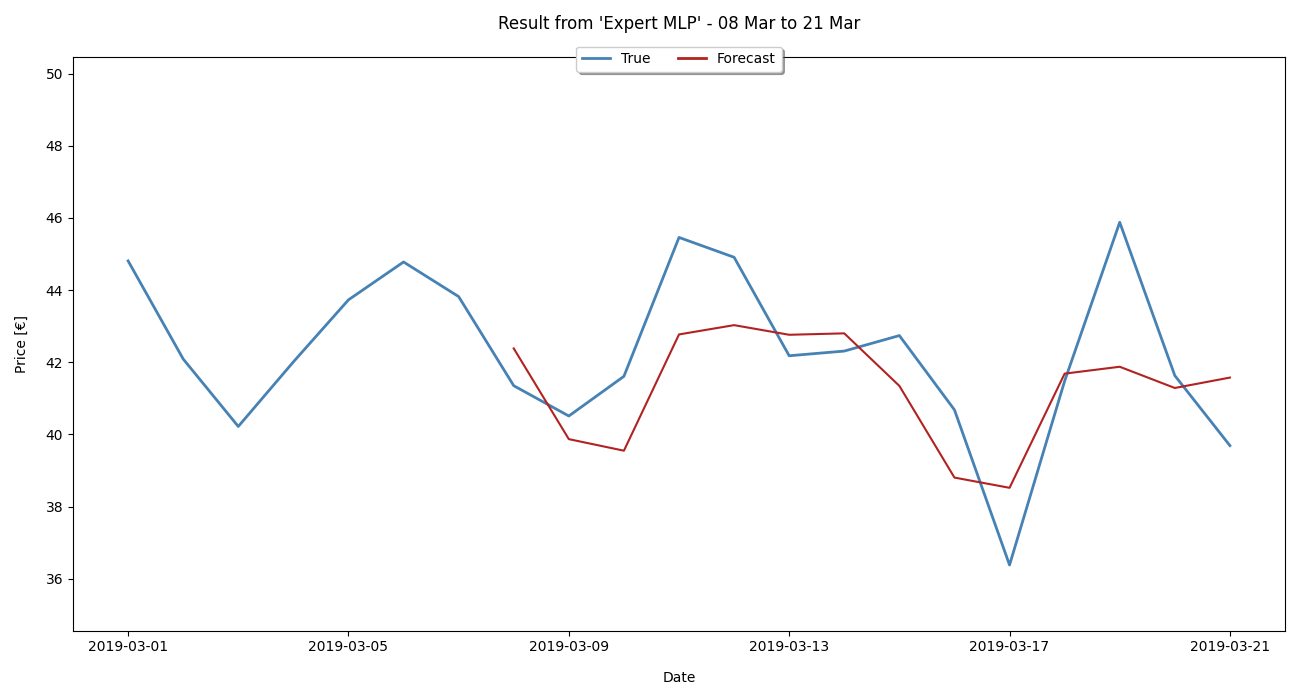 Result from 'Expert MLP' - 08 Mar to 21 Mar
True Forecast
50
48
46
44
42
40
38
36
Price [€]
2019-03-01 2019-03-05 2019-03-09 2019-03-13 2019-03-17 2019-03-21
Date